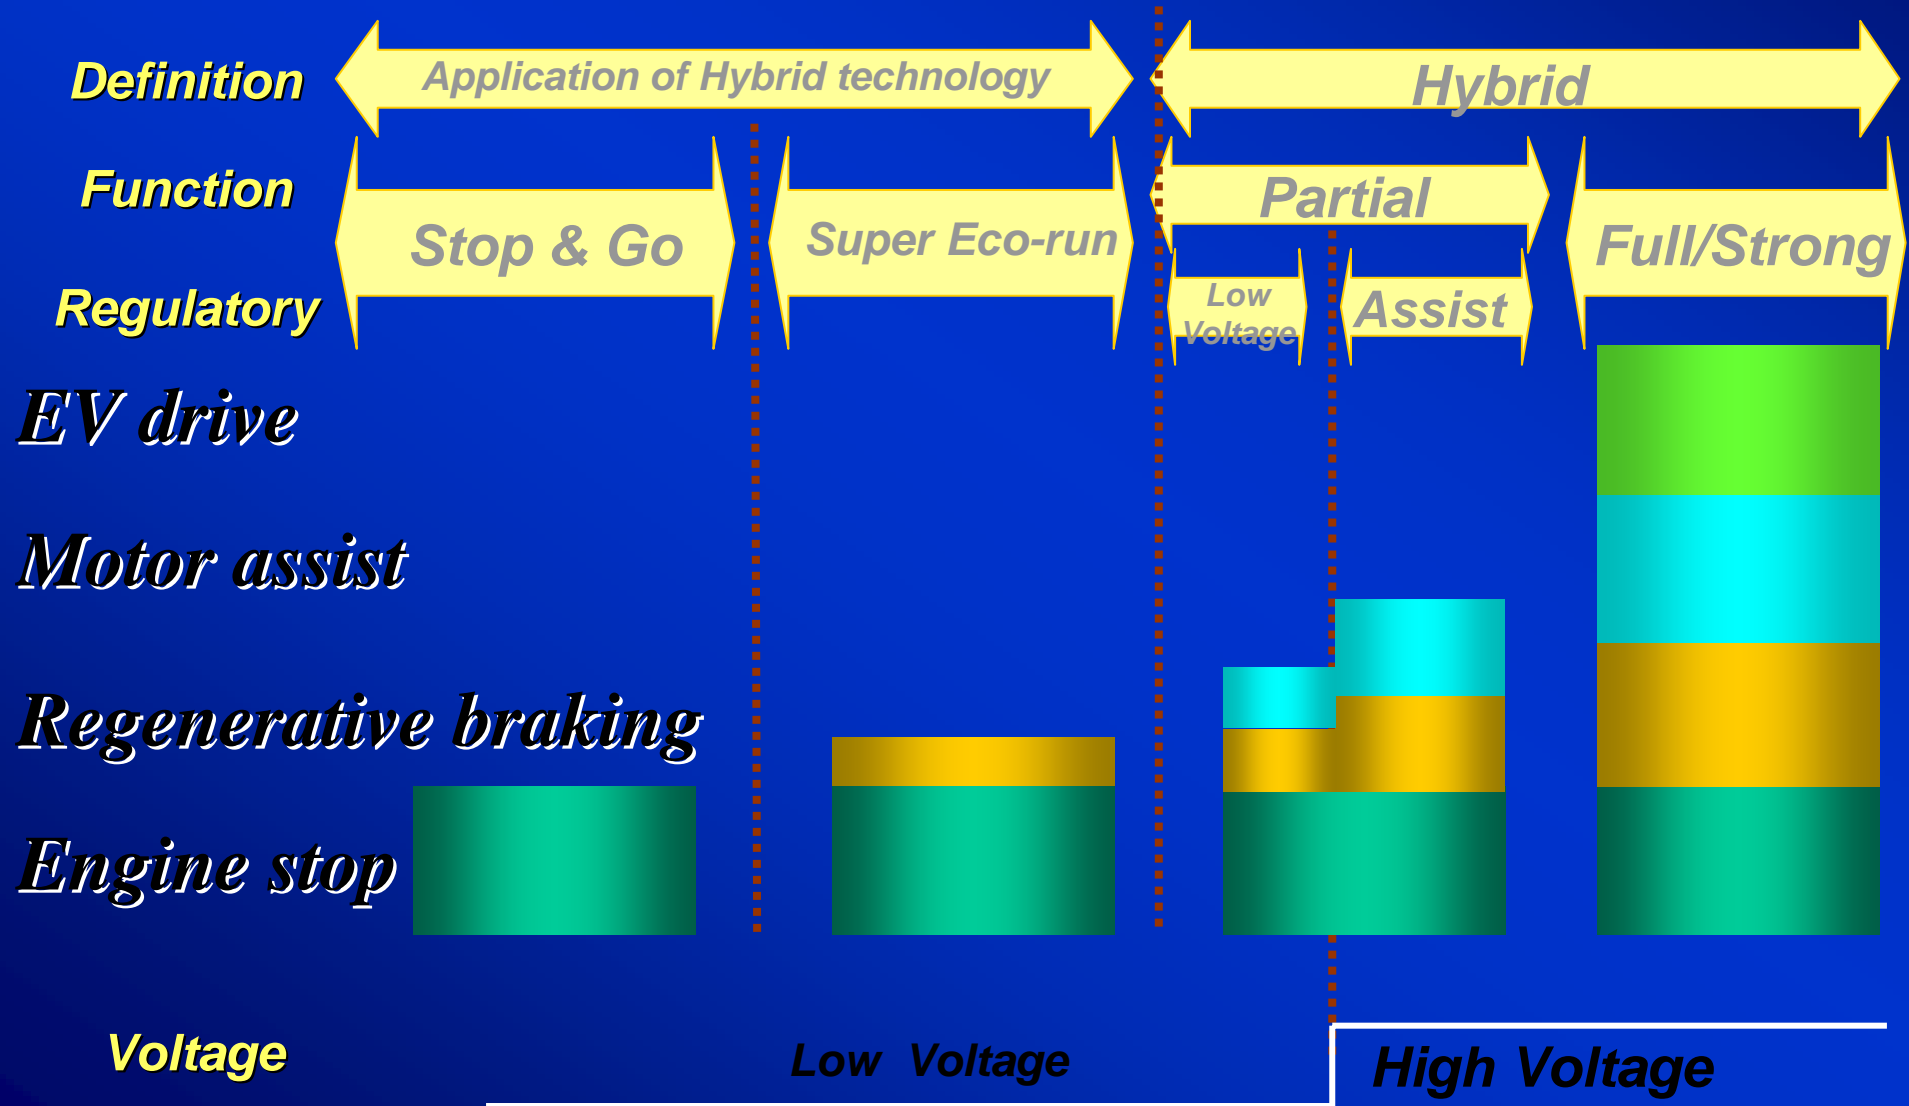 Definition
Application of Hybrid technology
Hybrid
Function
Partial
Stop & Go
Super Eco-run
Full/Strong
Regulatory
Low
Voltage
Assist
EV drive
Motor assist
Regenerative braking
Engine stop
Voltage
Low Voltage
High Voltage